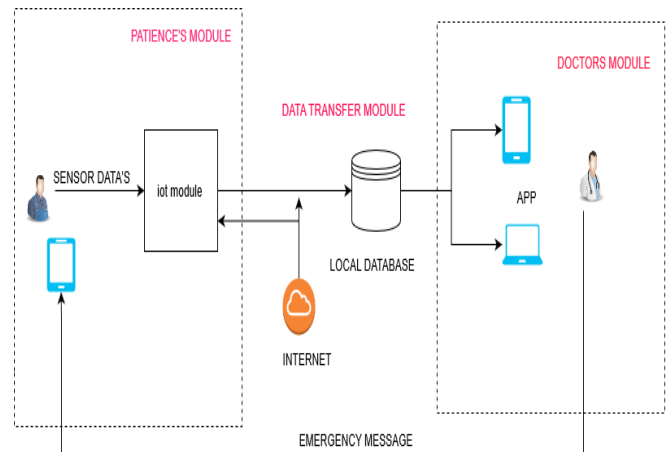 PATIENCE'S MODULE
DOCTORS MODULE
DATA TRANSFER MODULE
SENSOR DATA'S
iot module
APP
LOCAL DATABASE
INTERNET
EMERGENCY MESSAGE